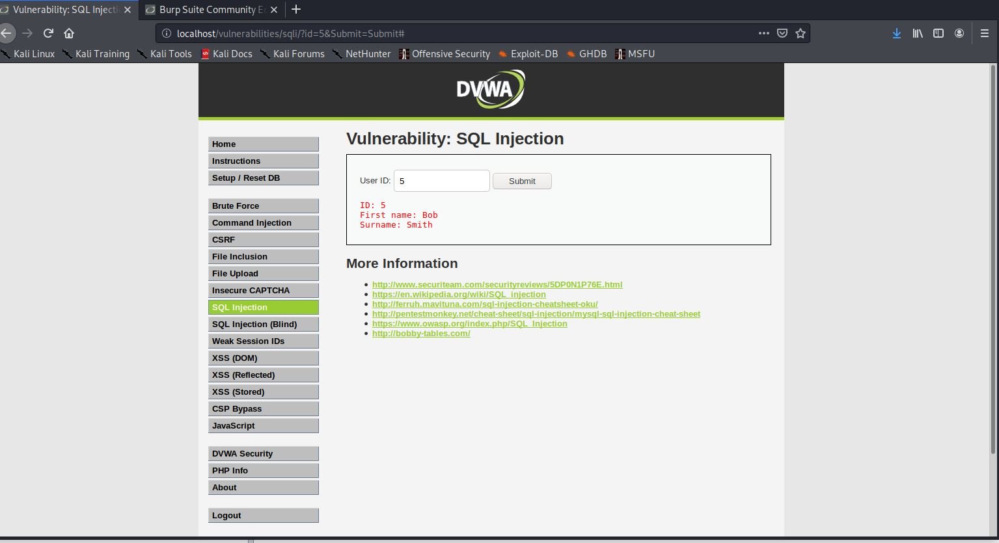 Vulnerability: SQL Injecti
Burp Suite Community E
localhost/vulnerabilities/sqli/?id=5&Submit=Submit#
Kali Linux Kali Training Kali Tools Kali Docs Kali Forums NetHunter Offensive Security Exploit-DB GHDB MSFU
DVWA
Home
Instructions
Setup / Reset DB
Brute Force
Command Injection
CSRF
File Inclusion
File Upload
Insecure CAPTCHA
SQL Injection
SQL Injection (Blind)
Weak Session IDs
XSS (DOM)
XSS (Reflected)
XSS (Stored)
CSP Bypass
JavaScript
DVWA Security
PHP Info
About
Logout
Vulnerability: SQL Injection
User ID: 5 Submit
ID: 5
First name: Bob
Surname: Smith
More Information
http://www.securiteam.com/securityreviews/5DP0N1P76E.html
https://en.wikipedia.org/wiki/SQL_injection
http://ferruh.mavituna.com/sql-injection-cheatsheet-oku/
http://pentestmonkey.net/cheat-sheet/sql-injection/mysql-sql-injection-cheat-sheet
https://www.owasp.org/index.php/SQL_Injection
http://bobby-tables.com/